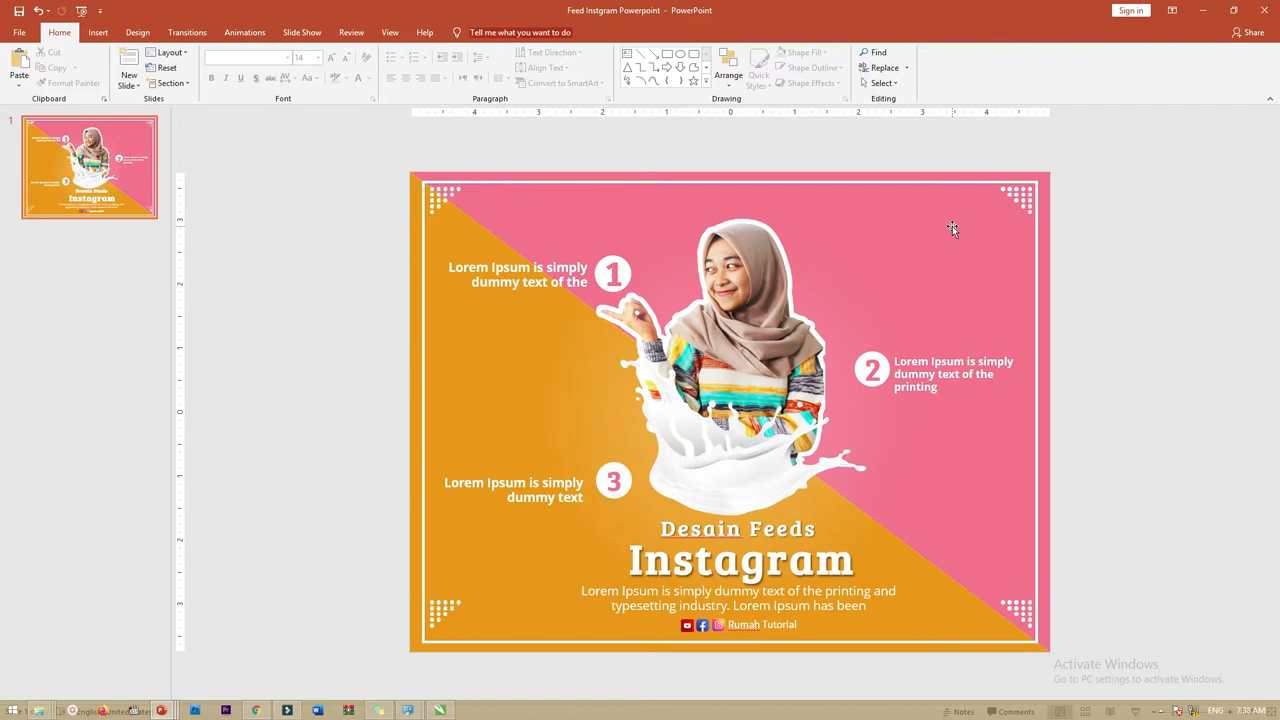 Feed Instgram Powerpoint - PowerPoint
Sign in
File Home Insert Design Transitions Animations Slide Show Review View Help Tell me what you want to do
Share
Paste
Cut
Copy
Format Painter
Clipboard
New
Slide
Layout
Reset
Section
Slides
14
Font
Text Direction
Align Text
Convert to SmartArt
Paragraph
Arrange
Quick
Styles
Shape Fill
Shape Outline
Shape Effects
Drawing
Find
Replace
Select
Editing
1
Lorem Ipsum is simply
dummy text of the
1
2
Lorem Ipsum is simply
dummy text of the
printing
Lorem Ipsum is simply
dummy text
3
Desain Feeds
Instagram
Lorem Ipsum is simply dummy text of the printing and
typesetting industry. Lorem Ipsum has been
Rumah Tutorial
Activate Windows
Go to PC settings to activate Windows.
Notes
Comments
ENG
7:38 AM